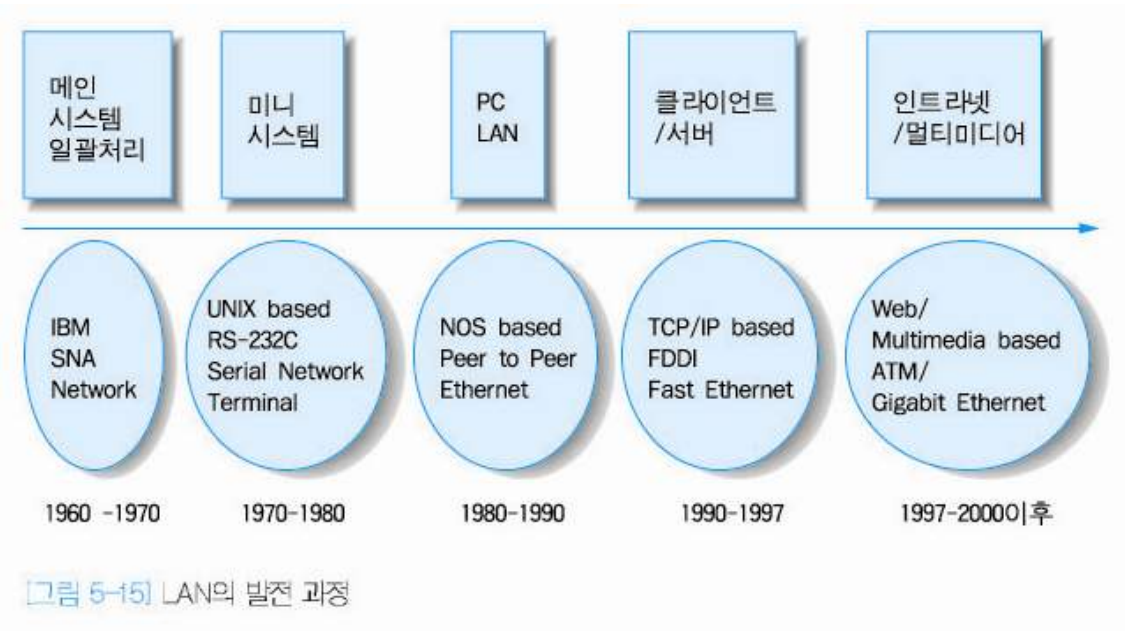 메인
시스템
일괄처리
미니
시스템
PC
LAN
클라이언트
/서버
인트라넷
/멀티미디어
IBM
SNA
Network
UNIX based
RS-232C
Serial Network
Terminal
NOS based
Peer to Peer
Ethernet
TCP/IP based
FDDI
Fast Ethernet
Web/
Multimedia based
ATM/
Gigabit Ethernet
1960 -1970
1970-1980
1980-1990
1990-1997
1997-2000이후
[그림 5-15] LAN의 발전 과정